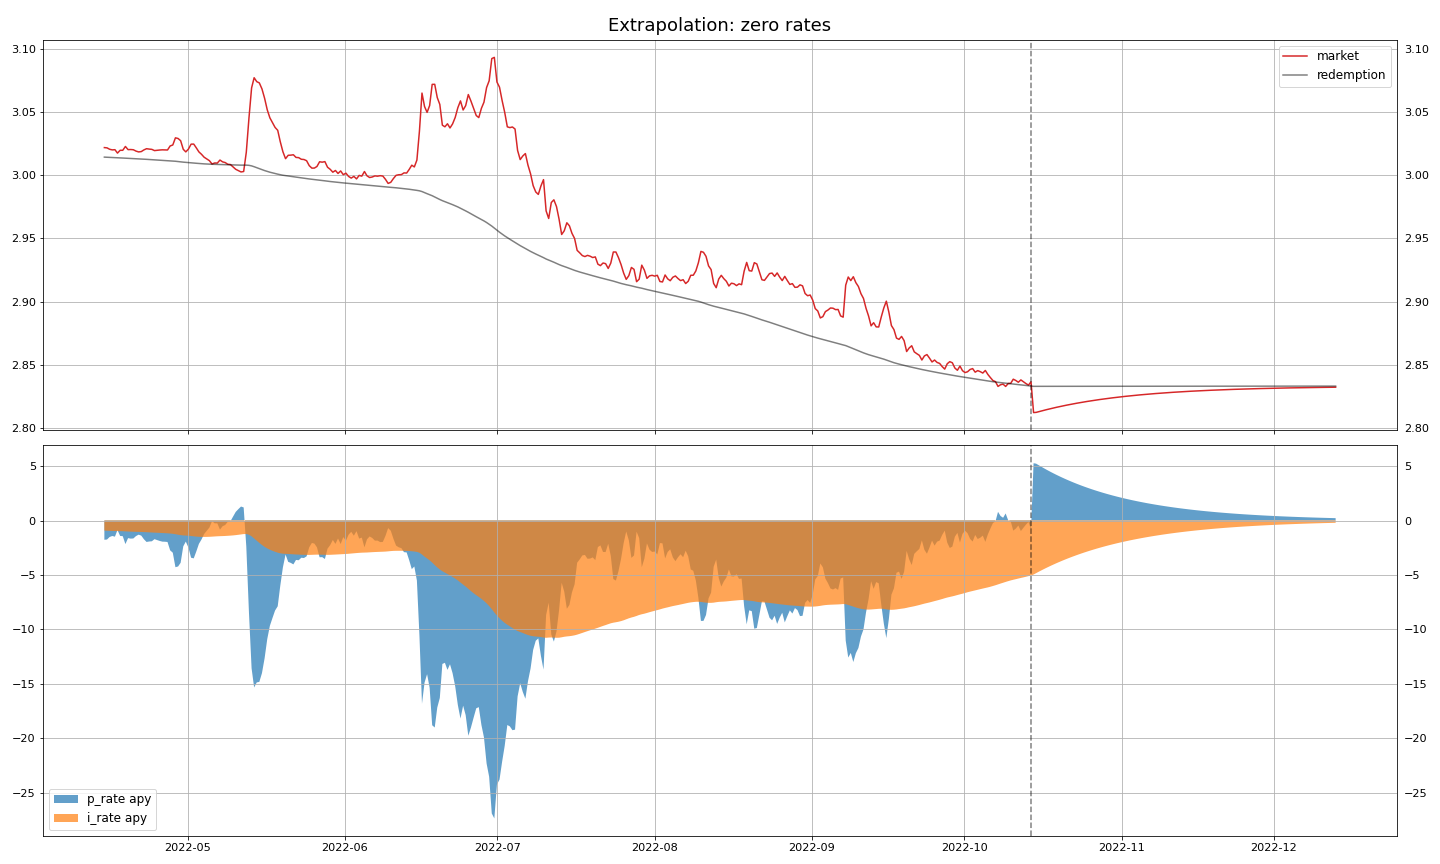 Extrapolation: zero rates
3.10 3.10
market
redemption
3.05 3.05
3.00 3.00
2.95 2.95
2.90 2.90
2.85 2.85
2.80 2.80
5 5
0 0
−5 −5
−10 −10
−15 −15
−20 −20
−25 −25
p_rate apy
i_rate apy
2022-05 2022-06 2022-07 2022-08 2022-09 2022-10 2022-11 2022-12